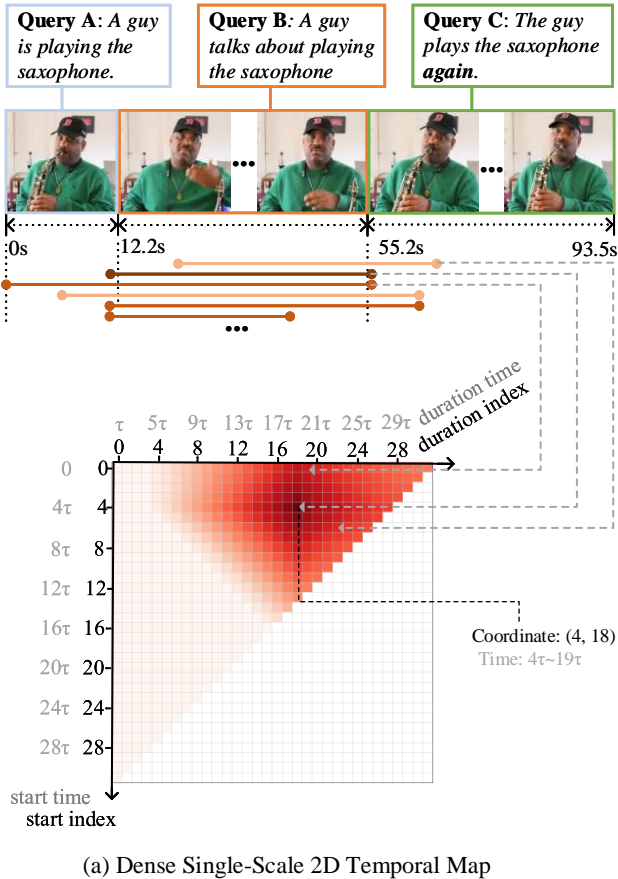 Query A: A guy is playing the saxophone.
Query B: A guy talks about playing the saxophone
Query C: The guy plays the saxophone again.
...
...
0s
12.2s
55.2s
93.5s
...
τ 5τ 9τ 13τ 17τ 21τ 25τ 29τ duration time
0 4 8 12 16 20 24 28 duration index
0 0
4τ 4
8τ 8
12τ 12
16τ 16
20τ 20
24τ 24
28τ 28
Coordinate: (4, 18)
Time: 4τ~19τ
start time
start index
(a) Dense Single-Scale 2D Temporal Map